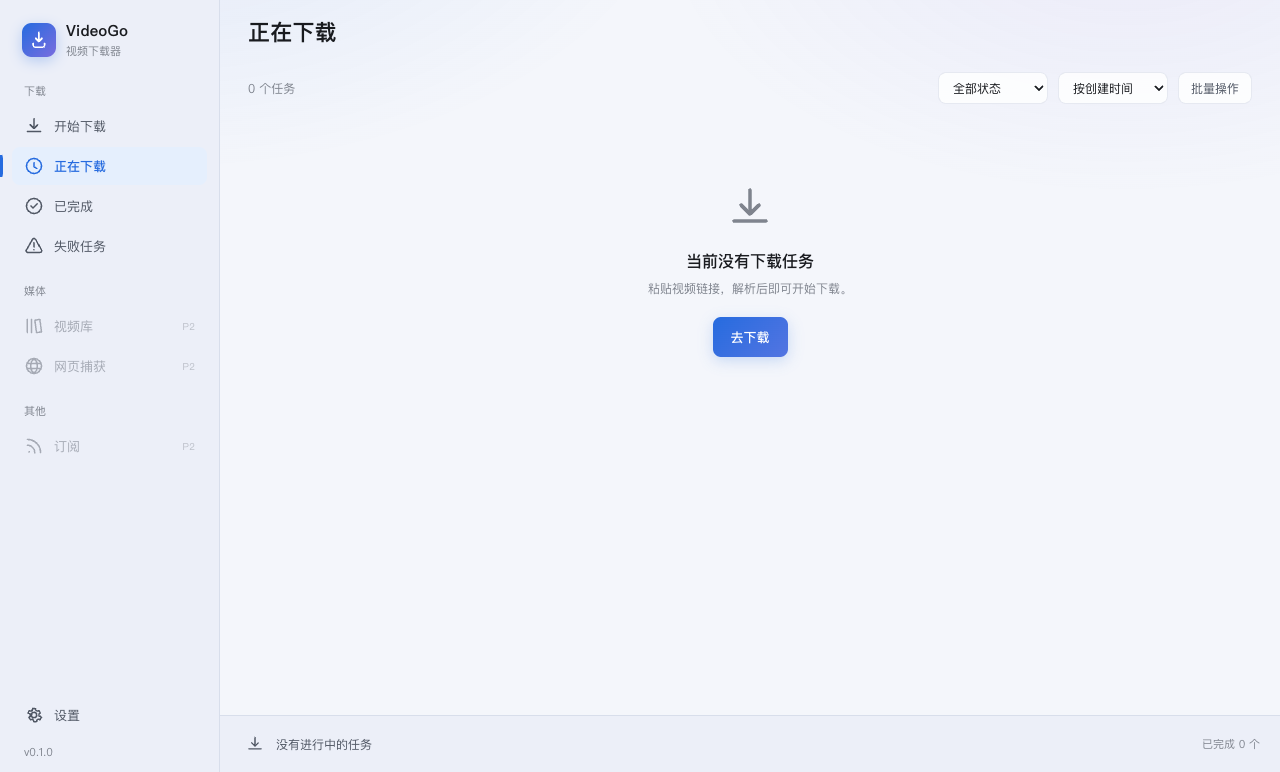 VideoGo
视频下载器
下载
开始下载
正在下载
已完成
失败任务
媒体
视频库 P2
网页捕获 P2
其他
订阅 P2
设置
v0.1.0
正在下载
0 个任务
全部状态 按创建时间 批量操作
当前没有下载任务
粘贴视频链接，解析后即可开始下载。
去下载
没有进行中的任务
已完成 0 个